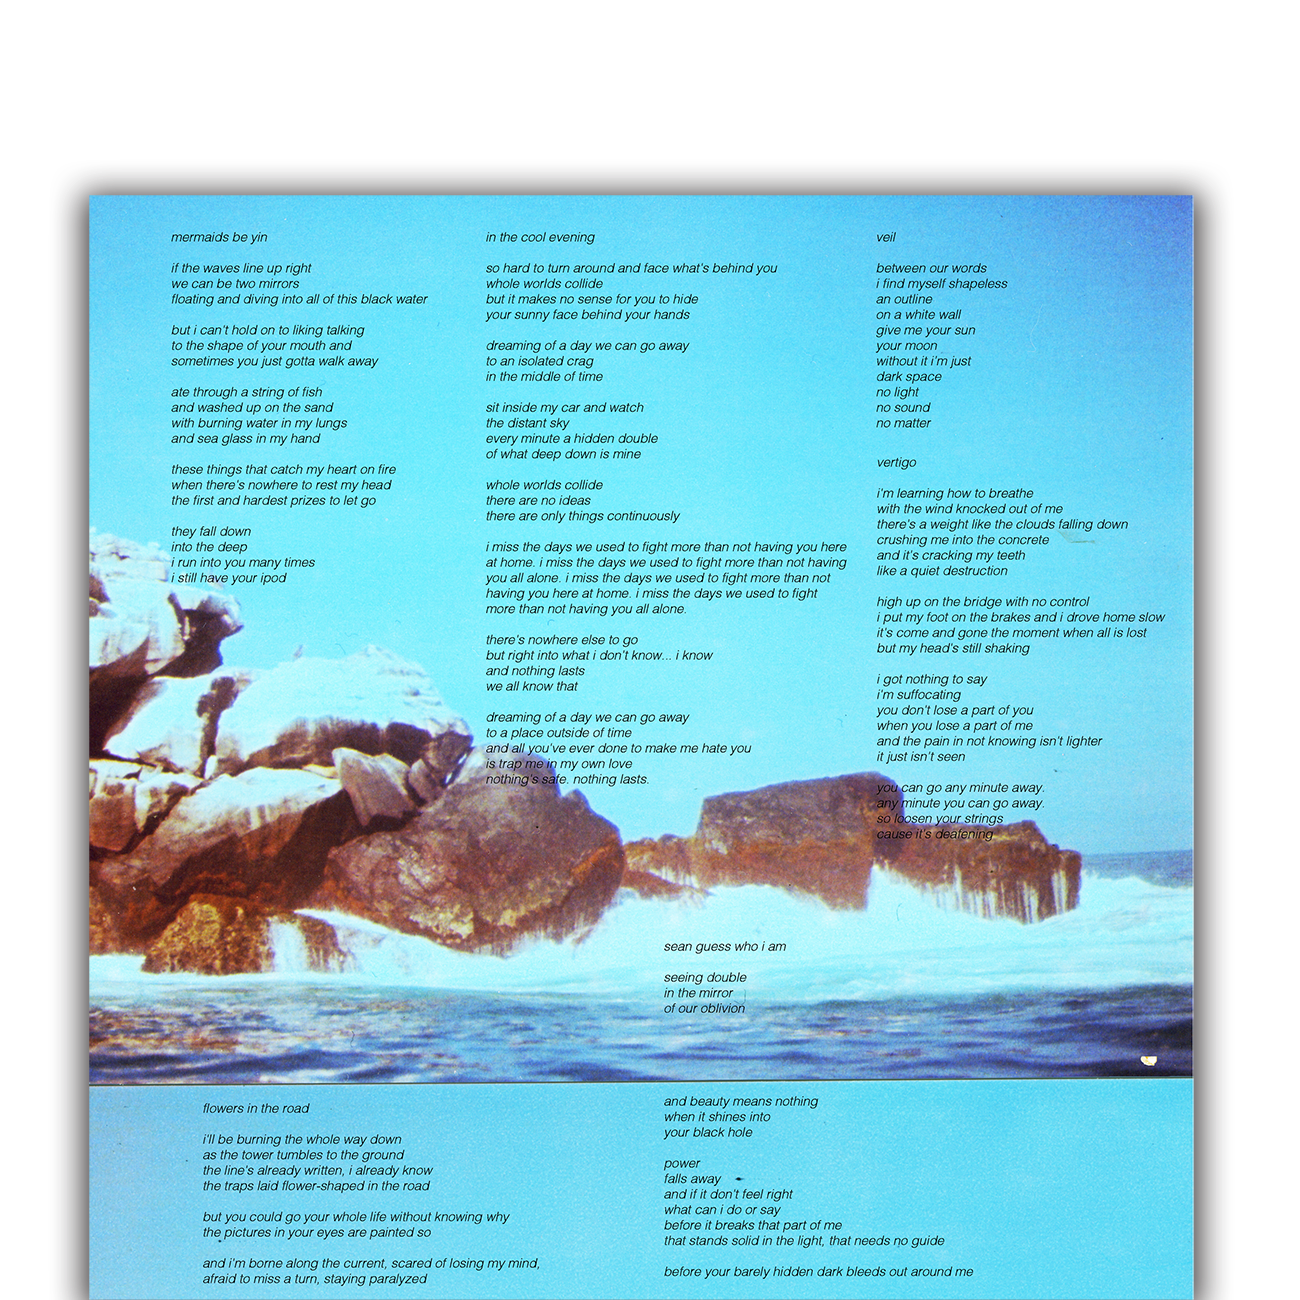 mermaids be yin
if the waves line up right
we can be two mirrors
floating and diving into all of this black water
but i can't hold on to liking talking
to the shape of your mouth and
sometimes you just gotta walk away
ate through a string of fish
and washed up on the sand
with burning water in my lungs
and sea glass in my hand
these things that catch my heart on fire
when there's nowhere to rest my head
the first and hardest prizes to let go
they fall down
into the deep
i run into you many times
i still have your ipod
in the cool evening
so hard to turn around and face what's behind you
whole worlds collide
but it makes no sense for you to hide
your sunny face behind your hands
dreaming of a day we can go away
to an isolated crag
in the middle of time
sit inside my car and watch
the distant sky
every minute a hidden double
of what deep down is mine
whole worlds collide
there are no ideas
there are only things continuously
i miss the days we used to fight more than not having you here
at home. i miss the days we used to fight more than not having
you all alone. i miss the days we used to fight more than not
having you here at home. i miss the days we used to fight
more than not having you all alone.
there's nowhere else to go
but right into what i don't know... i know
and nothing lasts
we all know that
dreaming of a day we can go away
to a place outside of time
and all you've ever done to make me hate you
is trap me in my own love
nothing's safe. nothing lasts.
veil
between our words
i find myself shapeless
an outline
on a white wall
give me your sun
your moon
without it i'm just
dark space
no light
no sound
no matter
vertigo
i'm learning how to breathe
with the wind knocked out of me
there's a weight like the clouds falling down
crushing me into the concrete
and it's cracking my teeth
like a quiet destruction
high up on the bridge with no control
i put my foot on the brakes and i drove home slow
it's come and gone the moment when all is lost
but my head's still shaking
i got nothing to say
i'm suffocating
you don't lose a part of you
when you lose a part of me
and the pain in not knowing isn't lighter
it just isn't seen
you can go any minute away.
any minute you can go away.
so loosen your strings
cause it's deafening
sean guess who i am
seeing double
in the mirror
of our oblivion
flowers in the road
i'll be burning the whole way down
as the tower tumbles to the ground
the line's already written, i already know
the traps laid flower-shaped in the road
but you could go your whole life without knowing why
the pictures in your eyes are painted so
and i'm borne along the current, scared of losing my mind,
afraid to miss a turn, staying paralyzed
and beauty means nothing
when it shines into
your black hole
power
falls away
and if it don't feel right
what can i do or say
before it breaks that part of me
that stands solid in the light, that needs no guide
before your barely hidden dark bleeds out around me